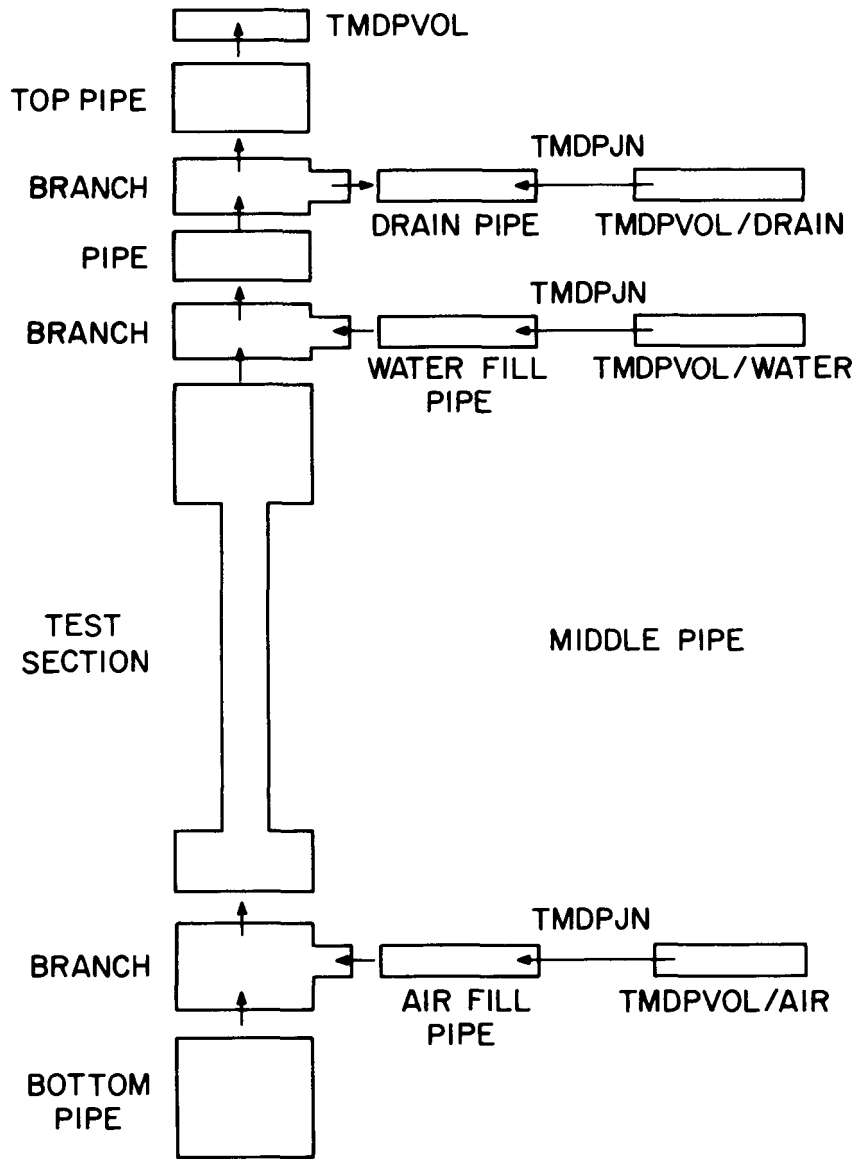 TMDPVOL
TOP PIPE
TMDPJN
BRANCH
DRAIN PIPE
TMDPVOL/DRAIN
PIPE
TMDPJN
BRANCH
WATER FILL
PIPE
TMDPVOL/WATER
TEST
SECTION
MIDDLE PIPE
TMDPJN
BRANCH
AIR FILL
PIPE
TMDPVOL/AIR
BOTTOM
PIPE